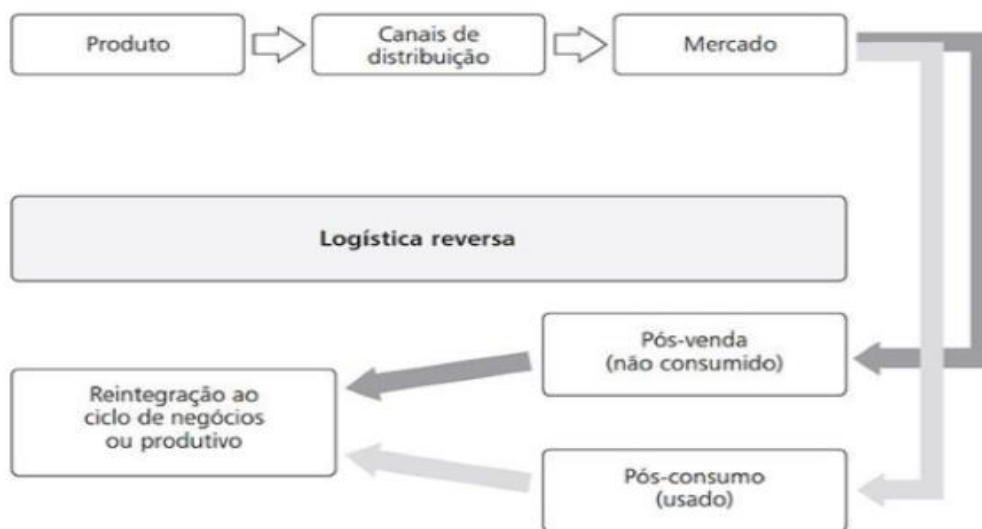 Produto
Canais de
distribuição
Mercado
Logística reversa
Pós-venda
(não consumido)
Reintegração ao
ciclo de negócios
ou produtivo
Pós-consumo
(usado)